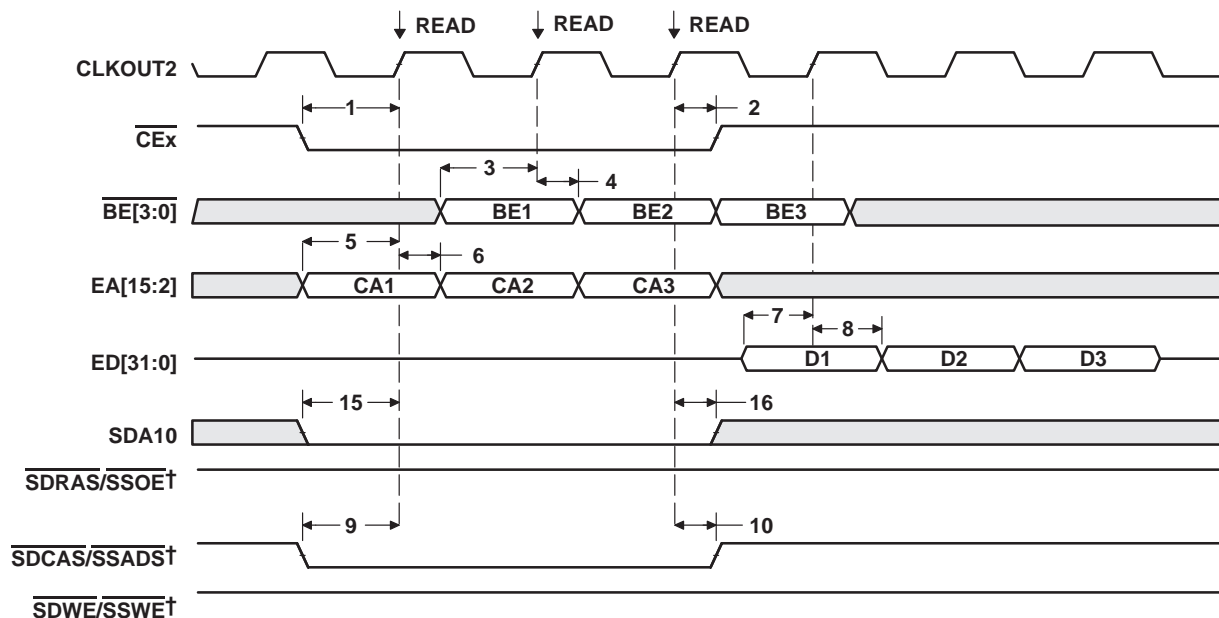 READ READ READ
CLKOUT2
1 2
CEx
3 4
BE[3:0] BE1 BE2 BE3
5 6
EA[15:2] CA1 CA2 CA3
7 8
ED[31:0] D1 D2 D3
15 16
SDA10
SDRAS/SSOE†
9 10
SDCAS/SSADS†
SDWE/SSWE†